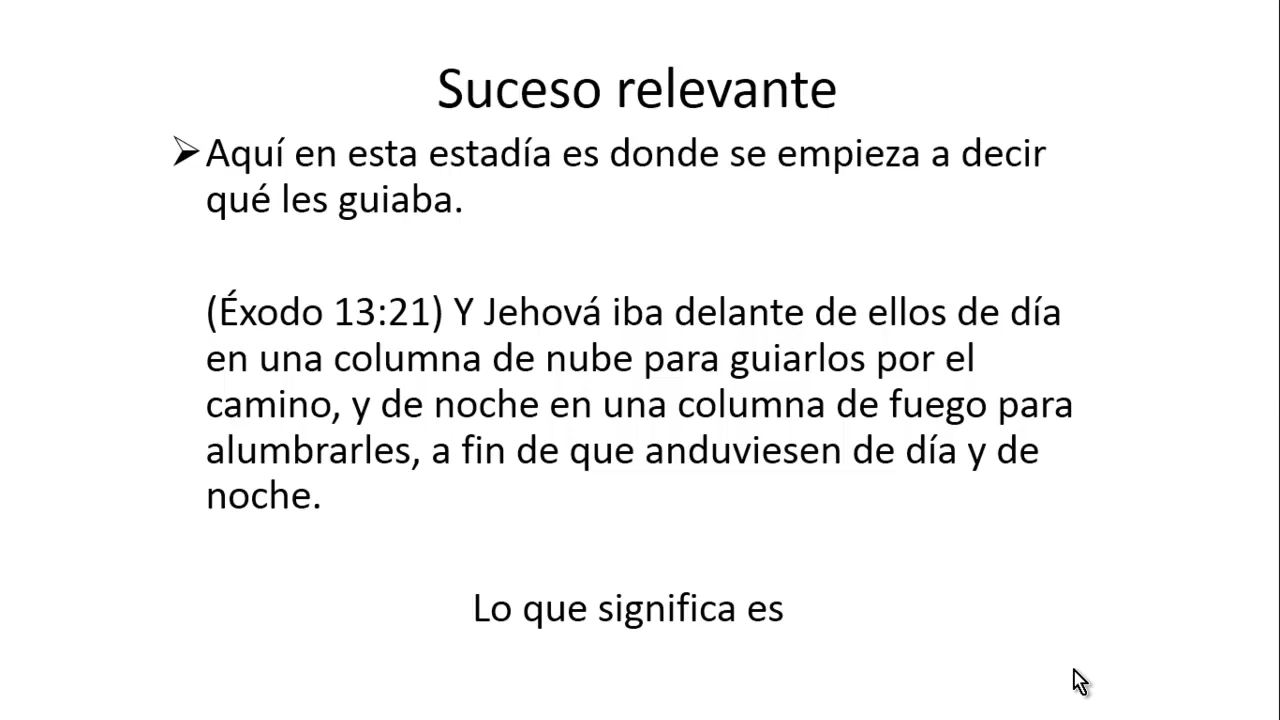 Suceso relevante
➢Aquí en esta estadía es donde se empieza a decir
qué les guiaba.
(Éxodo 13:21) Y Jehová iba delante de ellos de día
en una columna de nube para guiarlos por el
camino, y de noche en una columna de fuego para
alumbrarles, a fin de que anduviesen de día y de
noche.
Lo que significa es